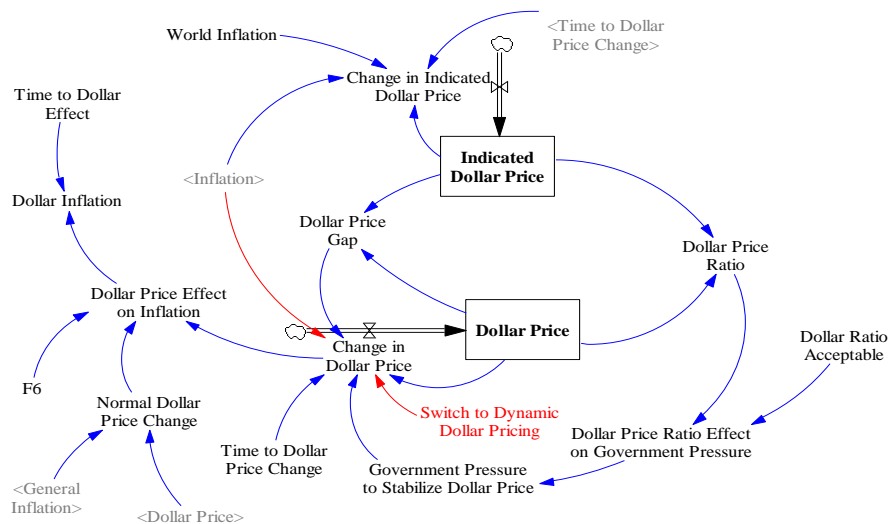 World Inflation
<Time to Dollar
Price Change>
Change in Indicated
Dollar Price
Time to Dollar
Effect
Indicated
Dollar Price
<Inflation>
Dollar Inflation
Dollar Price
Gap
Dollar Price
Ratio
Dollar Price Effect
on Inflation
Dollar Price
Change in
Dollar Price
Dollar Ratio
Acceptable
F6
Normal Dollar
Price Change
Switch to Dynamic
Dollar Pricing
Time to Dollar
Price Change
Dollar Price Ratio Effect
on Government Pressure
Government Pressure
to Stabilize Dollar Price
<General
Inflation>
<Dollar Price>